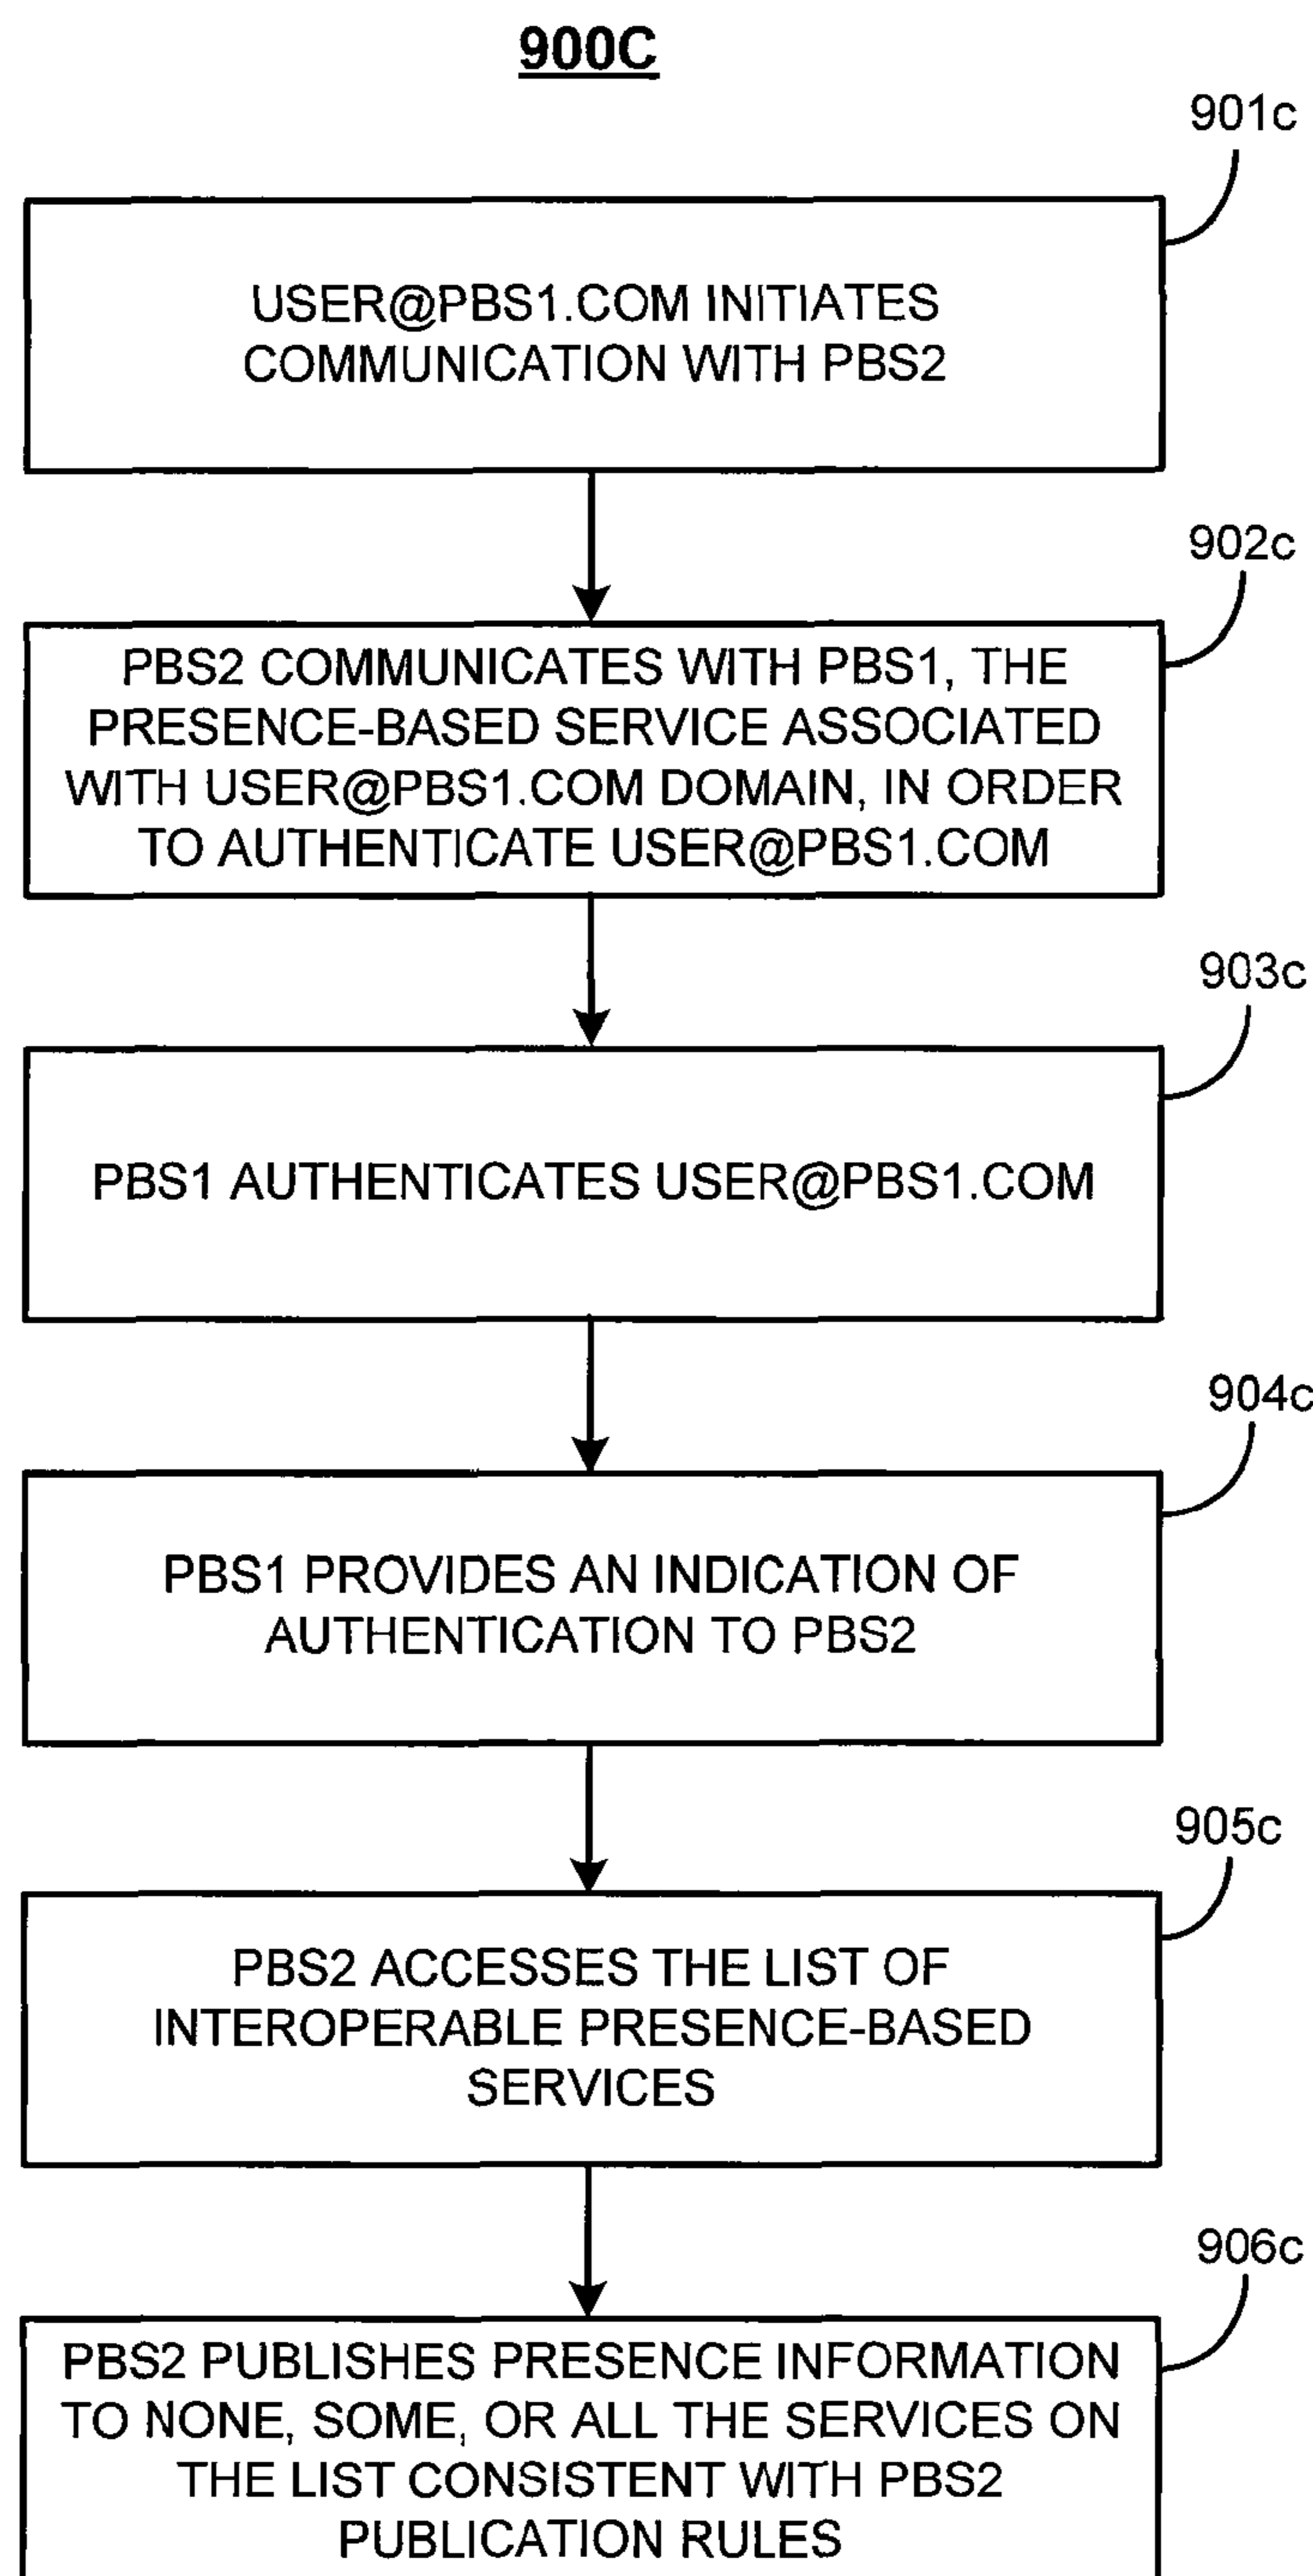 900C
901c
USER@PBS1.COM INITIATES
COMMUNICATION WITH PBS2
902c
PBS2 COMMUNICATES WITH PBS1, THE
PRESENCE-BASED SERVICE ASSOCIATED
WITH USER@PBS1.COM DOMAIN, IN ORDER
TO AUTHENTICATE USER@PBS1.COM
903c
PBS1 AUTHENTICATES USER@PBS1.COM
904c
PBS1 PROVIDES AN INDICATION OF
AUTHENTICATION TO PBS2
905c
PBS2 ACCESSES THE LIST OF
INTEROPERABLE PRESENCE-BASED
SERVICES
906c
PBS2 PUBLISHES PRESENCE INFORMATION
TO NONE, SOME, OR ALL THE SERVICES ON
THE LIST CONSISTENT WITH PBS2
PUBLICATION RULES